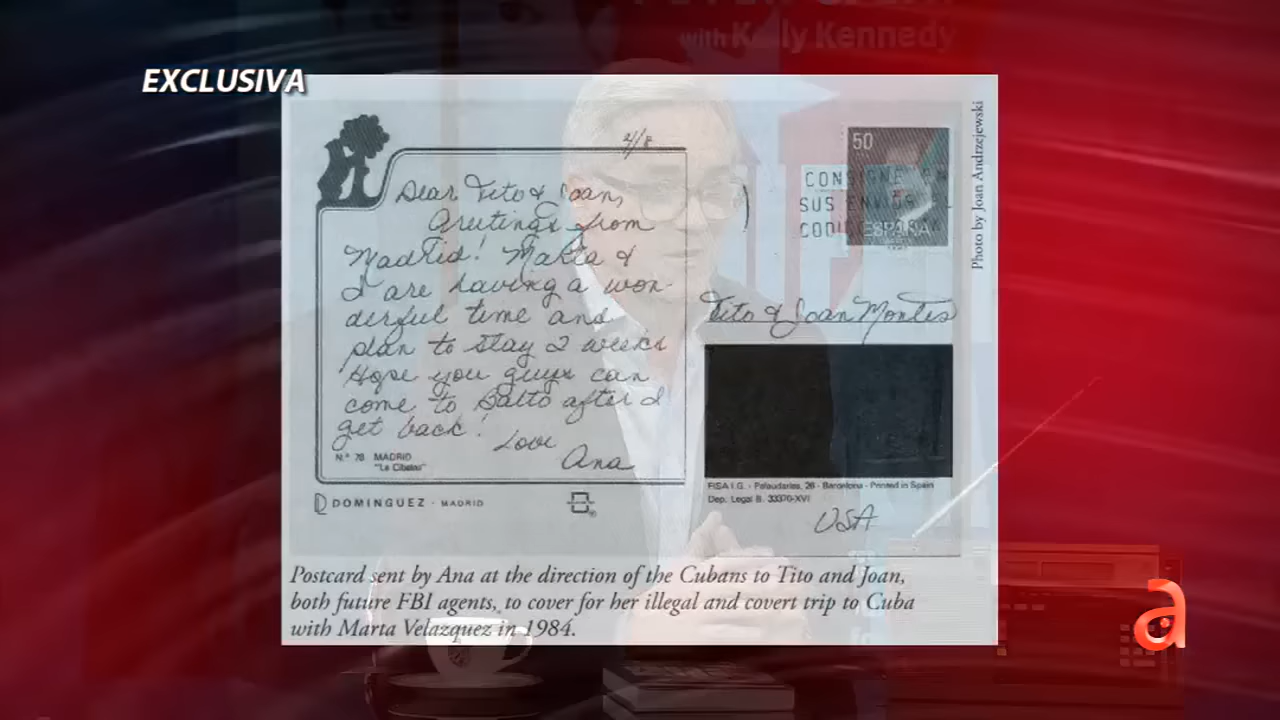 with Kelly Kennedy
EXCLUSIVA
2/8
Dear Tito & Joan,
Greetings from
Madrid! Marta &
I are having a won-
derful time and
plan to stay 2 weeks
Hope you guys can
come to Balto after I
get back!
Love
Ana
N.º 78 MADRID
"La Cibeles"
DOMINGUEZ · MADRID
50
CONSIGNE EN
SUS ENVIOS EL
ESPAÑA
Photo by Joan Andrzejewski
Tito & Joan Montes
FISA I.G. - Palaudarias, 26 - Barcelona - Printed in Spain
Dep. Legal B. 33370-XVI
USA
Postcard sent by Ana at the direction of the Cubans to Tito and Joan,
both future FBI agents, to cover for her illegal and covert trip to Cuba
with Marta Velazquez in 1984.
a